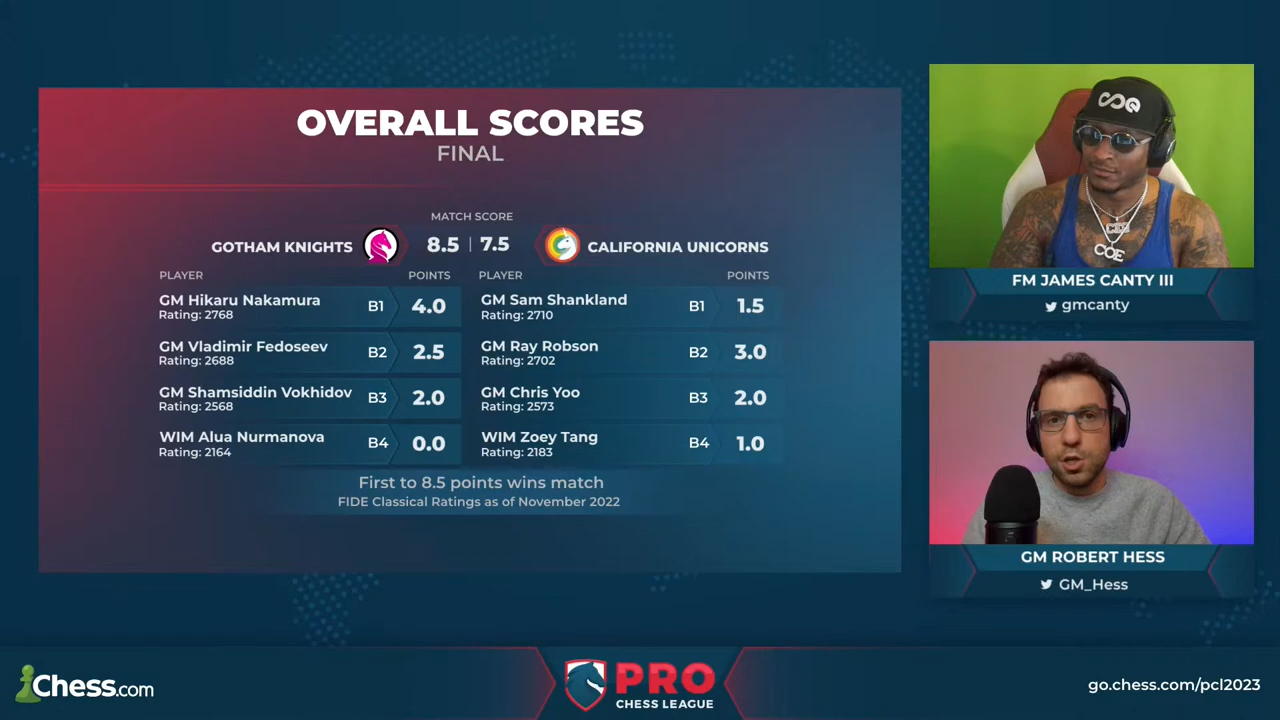 OVERALL SCORES
FINAL
MATCH SCORE
GOTHAM KNIGHTS 8.5 | 7.5 CALIFORNIA UNICORNS
PLAYER POINTS PLAYER POINTS
GM Hikaru Nakamura B1 4.0 GM Sam Shankland B1 1.5
Rating: 2768 Rating: 2710
GM Vladimir Fedoseev B2 2.5 GM Ray Robson B2 3.0
Rating: 2688 Rating: 2702
GM Shamsiddin Vokhidov B3 2.0 GM Chris Yoo B3 2.0
Rating: 2568 Rating: 2573
WIM Alua Nurmanova B4 0.0 WIM Zoey Tang B4 1.0
Rating: 2164 Rating: 2183
First to 8.5 points wins match
FIDE Classical Ratings as of November 2022
COE
COE
FM JAMES CANTY III
gmcanty
GM ROBERT HESS
GM_Hess
Chess.com
PRO
CHESS LEAGUE
go.chess.com/pcl2023